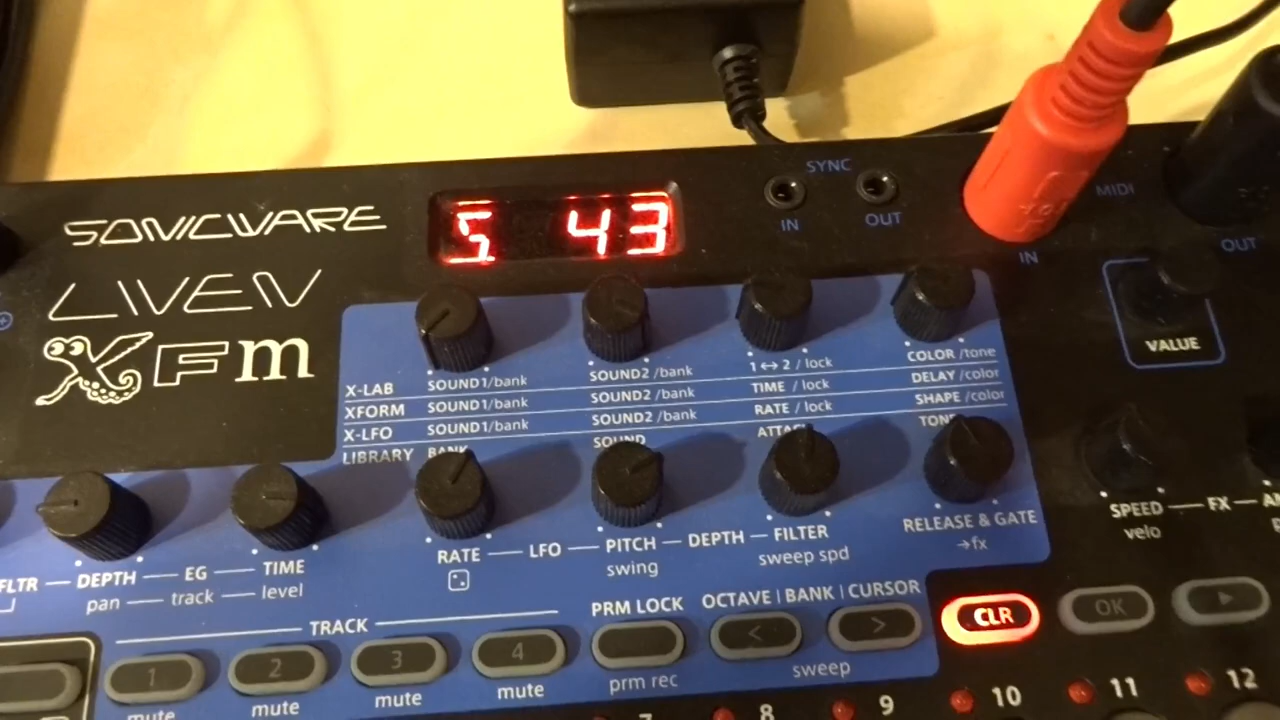 SONICWARE
LIVEN
XFM
5 43
SYNC
IN
OUT
MIDI
IN
OUT
VALUE
X-LAB SOUND1/bank SOUND2/bank 1↔2 / lock COLOR/tone
XFORM SOUND1/bank SOUND2/bank TIME / lock DELAY/color
X-LFO SOUND1/bank SOUND2/bank RATE / lock SHAPE/color
LIBRARY BANK SOUND
FLTR — DEPTH — EG — TIME
pan — track — level
RATE — LFO — PITCH — DEPTH — FILTER
swing
sweep spd
RELEASE & GATE
→fx
SPEED — FX
velo
TRACK
PRM LOCK
OCTAVE | BANK | CURSOR
1 2 3 4 < > CLR OK
mute mute mute mute prm rec sweep
7 8 9 10 11 12